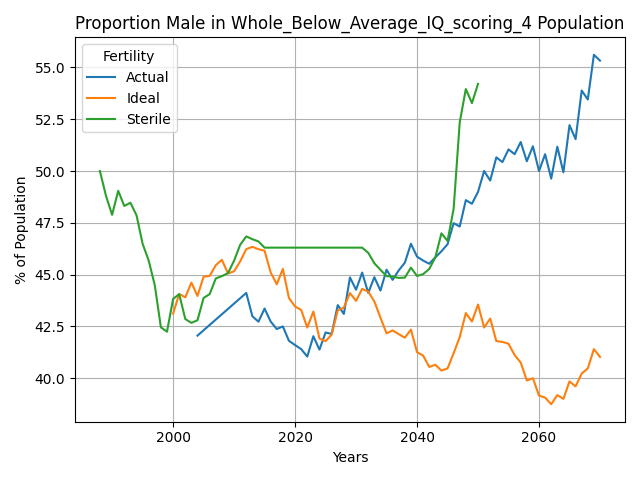 Proportion Male in Whole_Below_Average_IQ_scoring_4 Population
Fertility
Actual
Ideal
Sterile
% of Population
55.0
52.5
50.0
47.5
45.0
42.5
40.0
2000
2020
2040
2060
Years